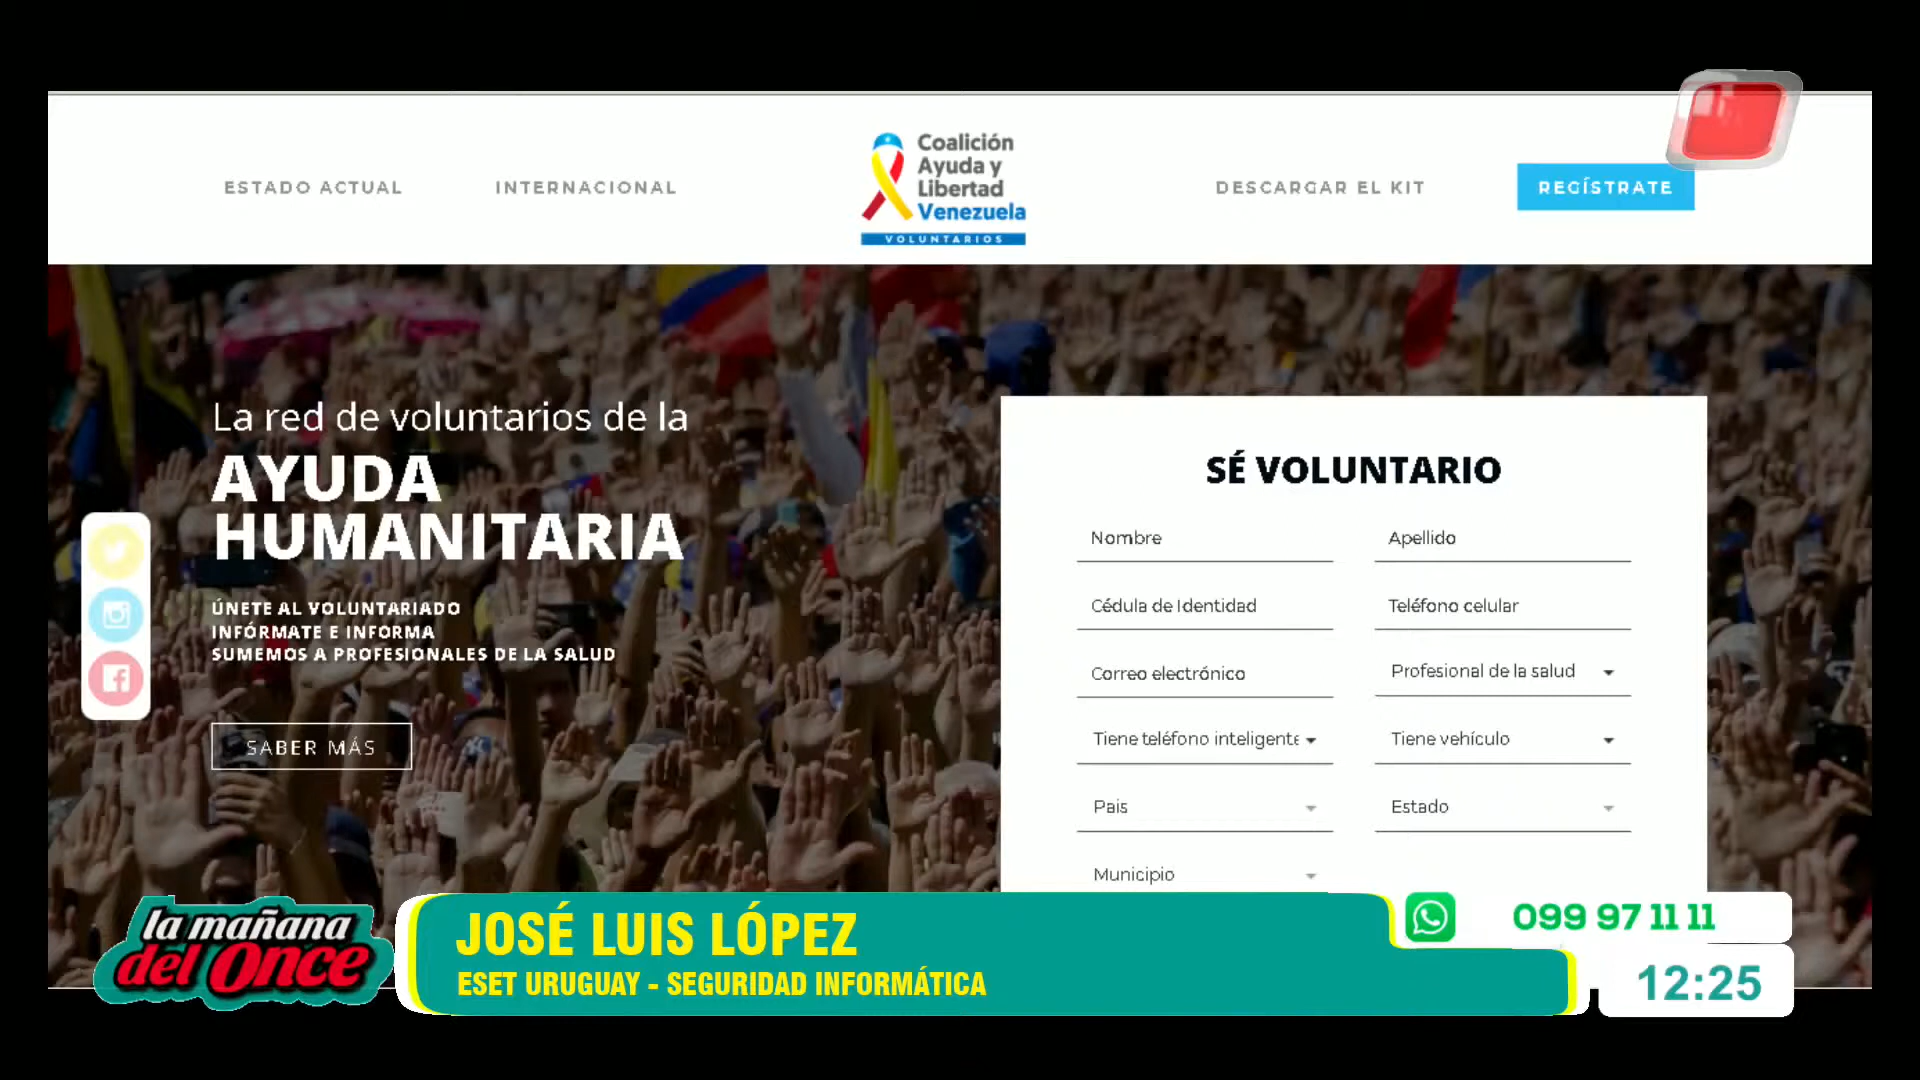 ESTADO ACTUAL
INTERNACIONAL
Coalición
Ayuda y
Libertad
Venezuela
VOLUNTARIOS
DESCARGAR EL KIT
REGÍSTRATE
La red de voluntarios de la
AYUDA
HUMANITARIA
ÚNETE AL VOLUNTARIADO
INFÓRMATE E INFORMA
SUMEMOS A PROFESIONALES DE LA SALUD
SABER MÁS
SÉ VOLUNTARIO
Nombre
Apellido
Cédula de Identidad
Teléfono celular
Correo electrónico
Profesional de la salud
Tiene teléfono inteligente
Tiene vehículo
Pais
Estado
Municipio
la mañana
del Once
JOSÉ LUIS LÓPEZ
ESET URUGUAY - SEGURIDAD INFORMÁTICA
099 97 11 11
12:25